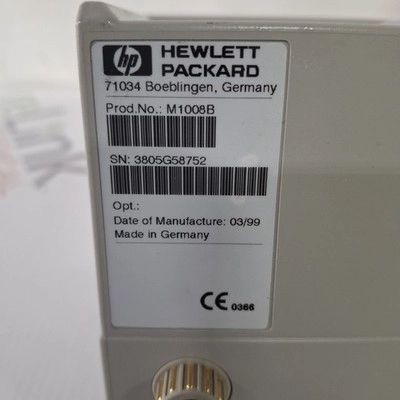 hp HEWLETT
PACKARD
71034 Boeblingen, Germany
Prod.No.: M1008B
SN: 3805G58752
Opt.:
Date of Manufacture: 03/99
Made in Germany
CE 0366